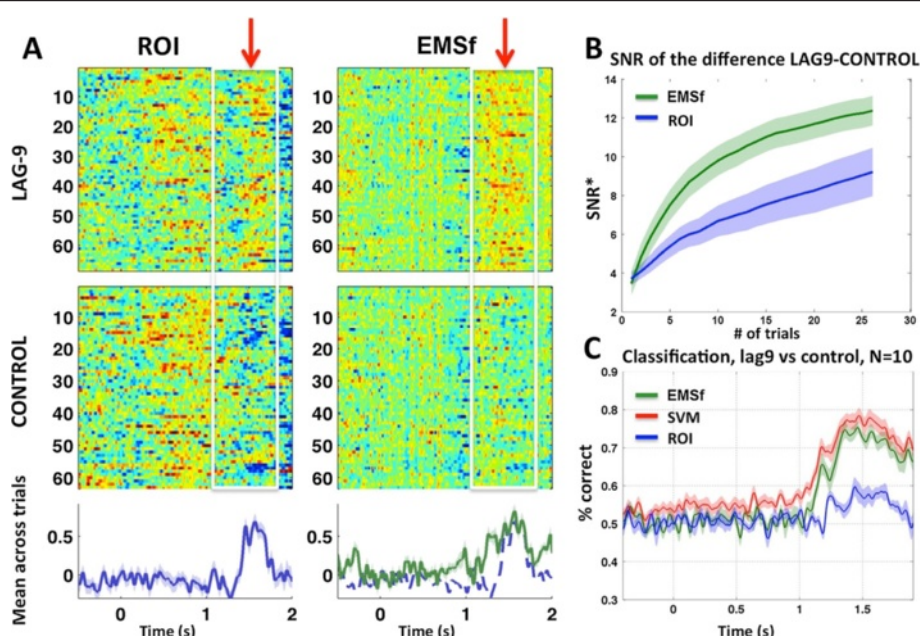 A
ROI
EMSf
LAG-9
10
20
30
40
50
60
10
20
30
40
50
60
CONTROL
10
20
30
40
50
60
10
20
30
40
50
60
Mean across trials
0.5
0
0
1
2
Time (s)
0.5
0
0
1
2
Time (s)
B
SNR of the difference LAG9-CONTROL
EMSf
ROI
SNR*
14
12
10
8
6
4
2
0
5
10
15
20
25
30
# of trials
C
Classification, lag9 vs control, N=10
EMSf
SVM
ROI
% correct
0.9
0.8
0.7
0.6
0.5
0.4
0.3
0
0.5
1
1.5
Time (s)